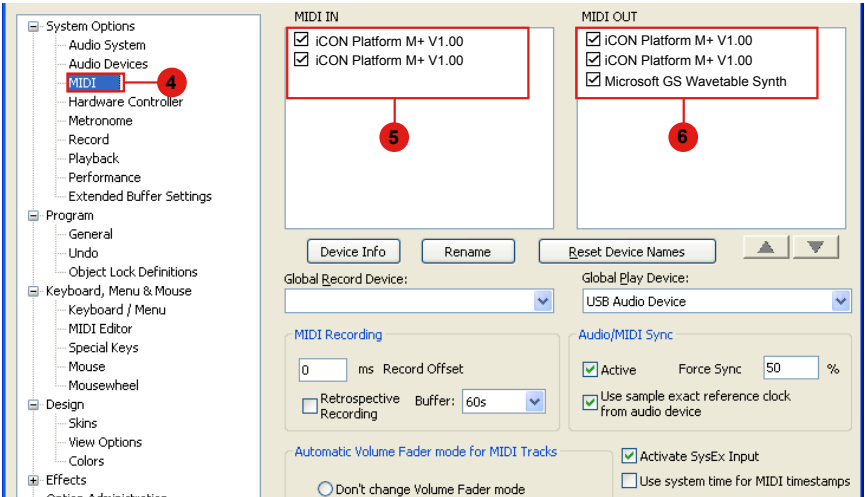 System Options
Audio System
Audio Devices
MIDI
4
Hardware Controller
Metronome
Record
Playback
Performance
Extended Buffer Settings
Program
General
Undo
Object Lock Definitions
Keyboard, Menu & Mouse
Keyboard / Menu
MIDI Editor
Special Keys
Mouse
Mousewheel
Design
Skins
View Options
Colors
Effects
Option Administration
MIDI IN
iCON Platform M+ V1.00
iCON Platform M+ V1.00
5
MIDI OUT
iCON Platform M+ V1.00
iCON Platform M+ V1.00
Microsoft GS Wavetable Synth
6
Device Info
Rename
Reset Device Names
Global Record Device:
Global Play Device:
USB Audio Device
MIDI Recording
0 ms Record Offset
Retrospective Recording
Buffer: 60s
Audio/MIDI Sync
Active
Force Sync 50 %
Use sample exact reference clock
from audio device
Automatic Volume Fader mode for MIDI Tracks
Don't change Volume Fader mode
Activate SysEx Input
Use system time for MIDI timestamps